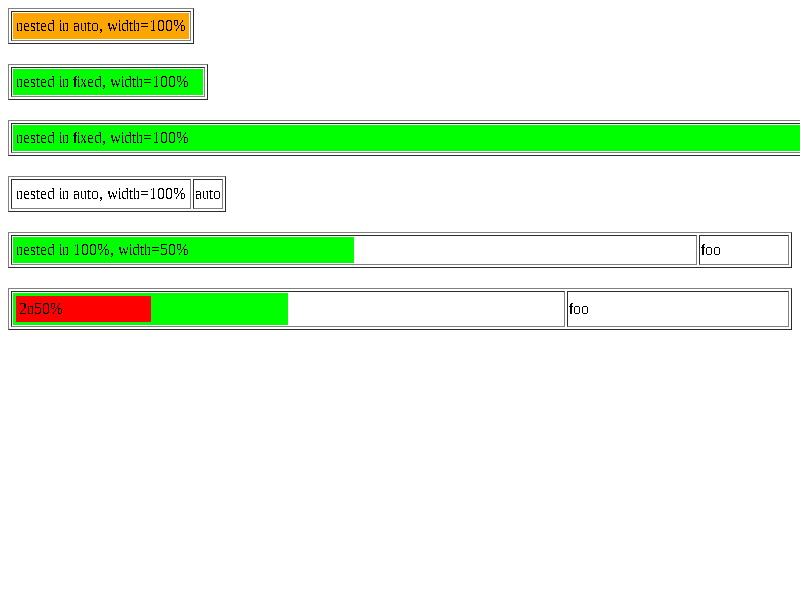 nested in auto, width=100%
nested in fixed, width=100%
nested in fixed, width=100%
nested in auto, width=100% auto
nested in 100%, width=50% foo
2n50% foo